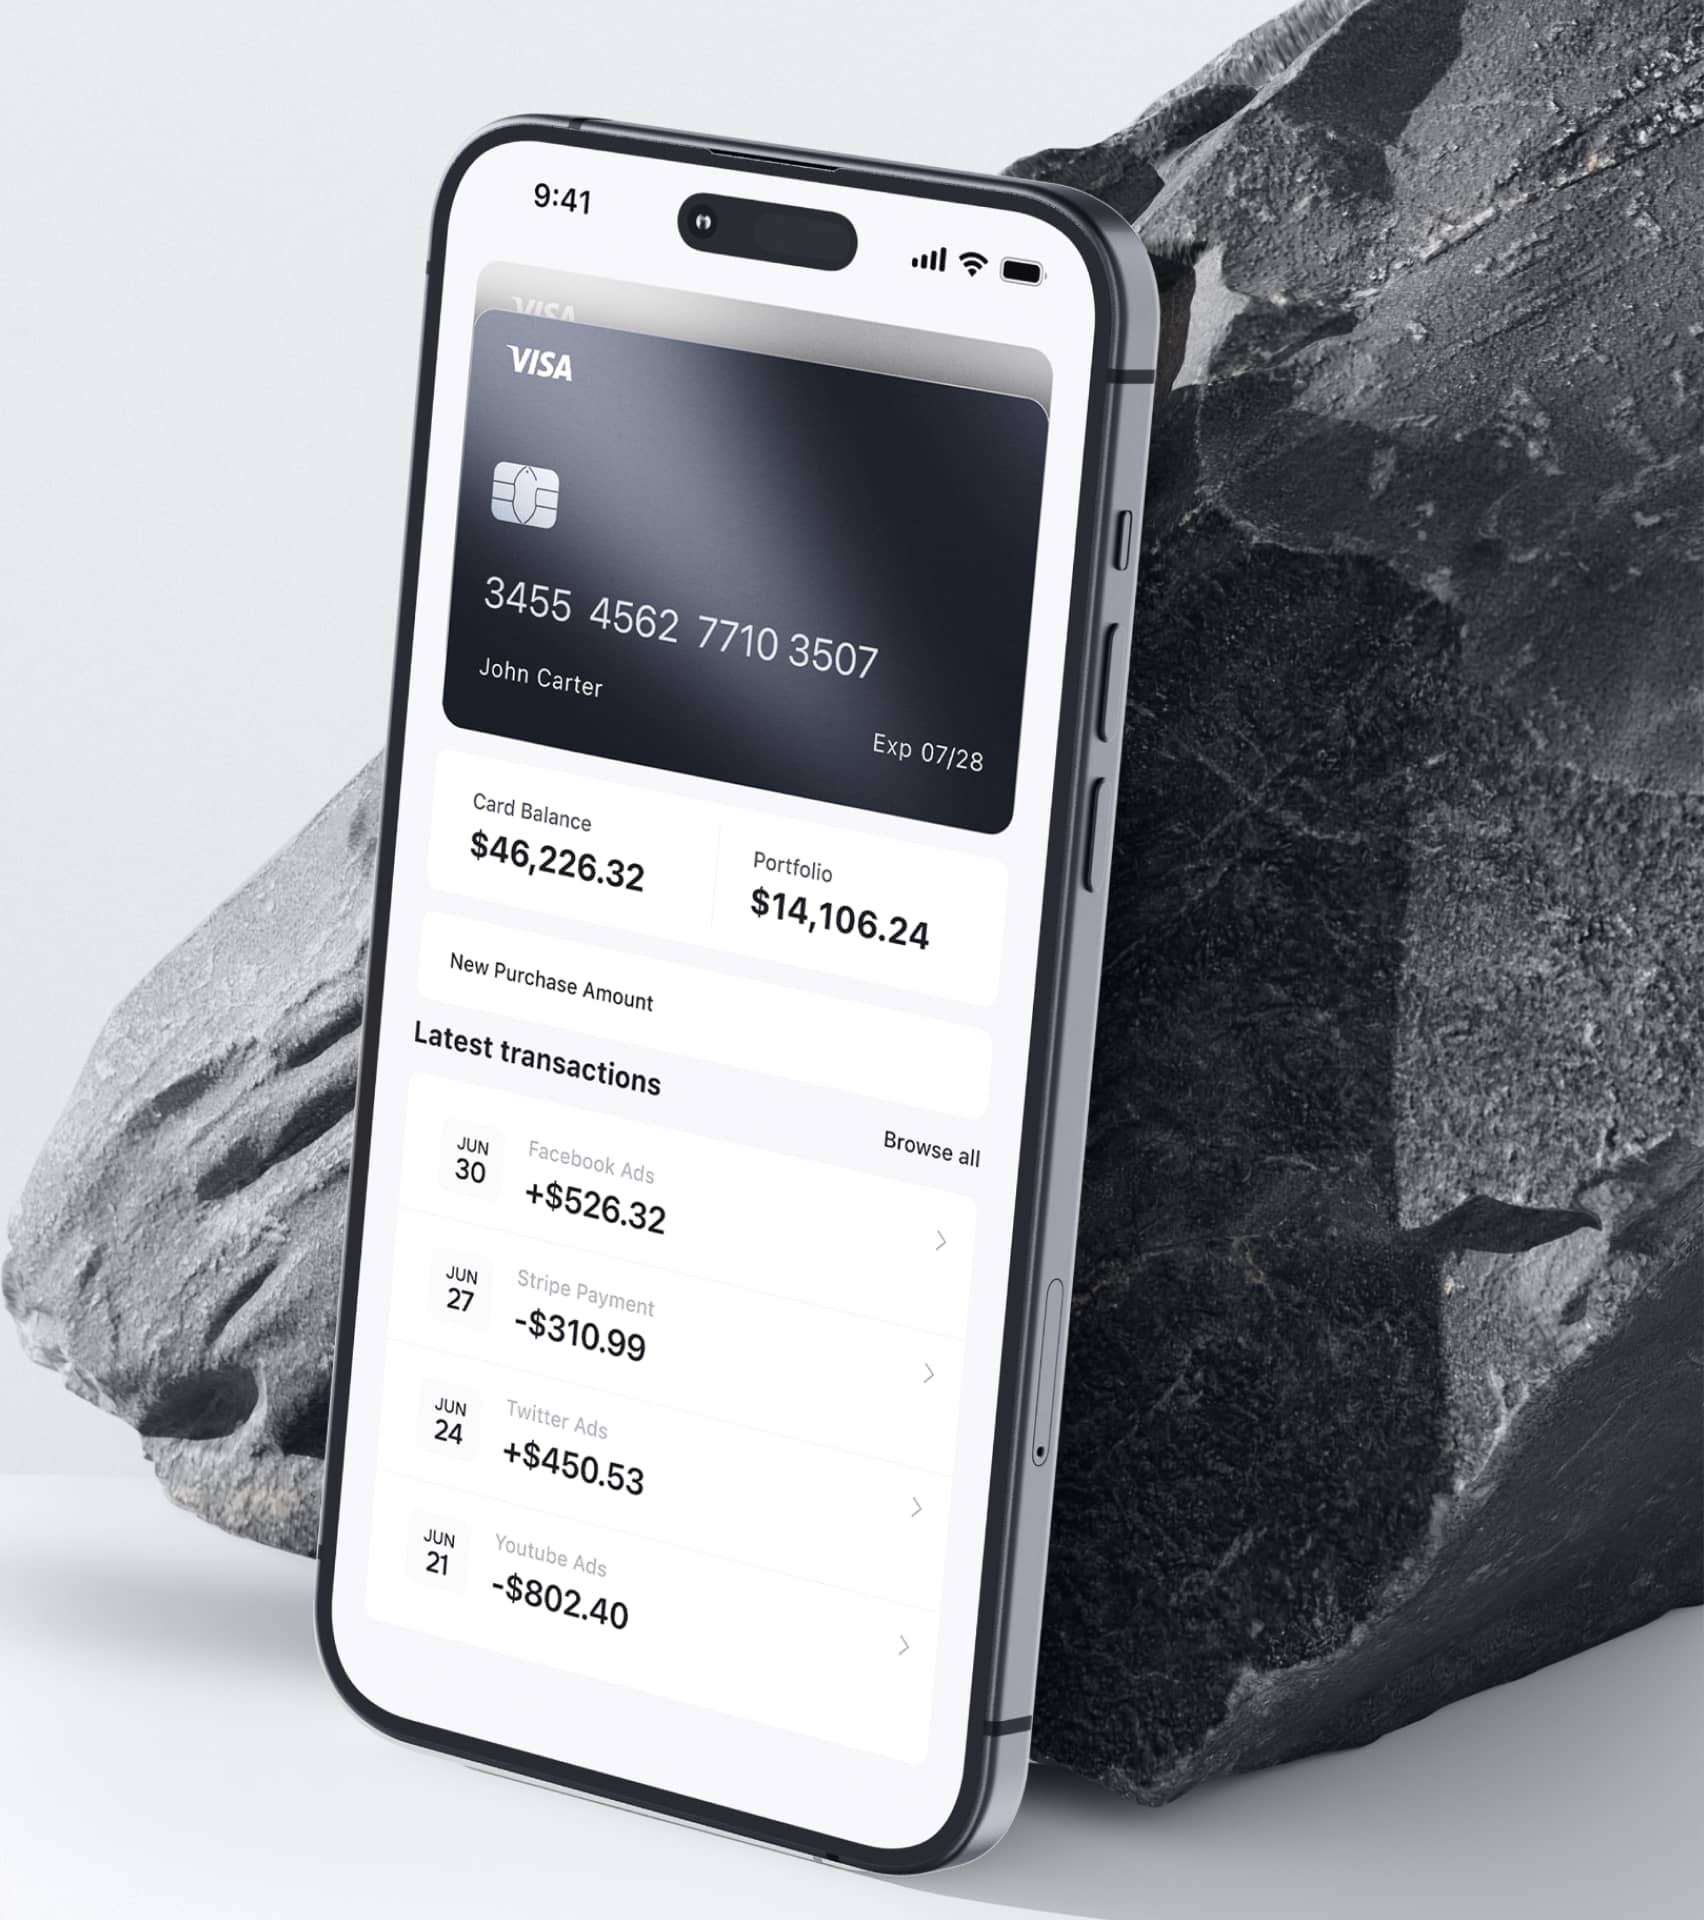 9:41
VISA
VISA
3455 4562 7710 3507
John Carter
Exp 07/28
Card Balance
$46,226.32
Portfolio
$14,106.24
New Purchase Amount
Latest transactions
Browse all
JUN
30
Facebook Ads
+$526.32
JUN
27
Stripe Payment
-$310.99
JUN
24
Twitter Ads
+$450.53
JUN
21
Youtube Ads
-$802.40